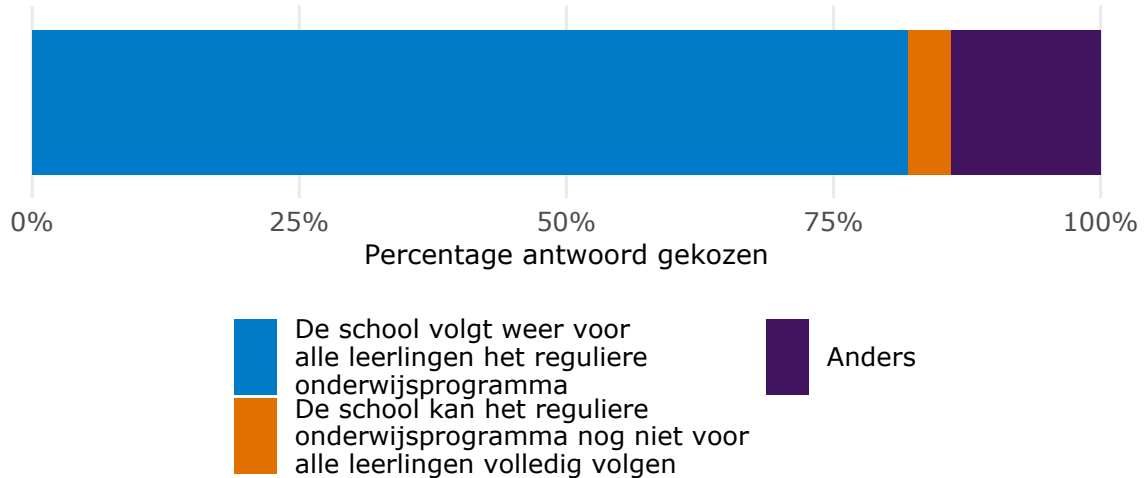 0%
25%
50%
75%
100%
Percentage antwoord gekozen
De school volgt weer voor
alle leerlingen het reguliere
onderwijsprogramma
De school kan het reguliere
onderwijsprogramma nog niet voor
alle leerlingen volledig volgen
Anders